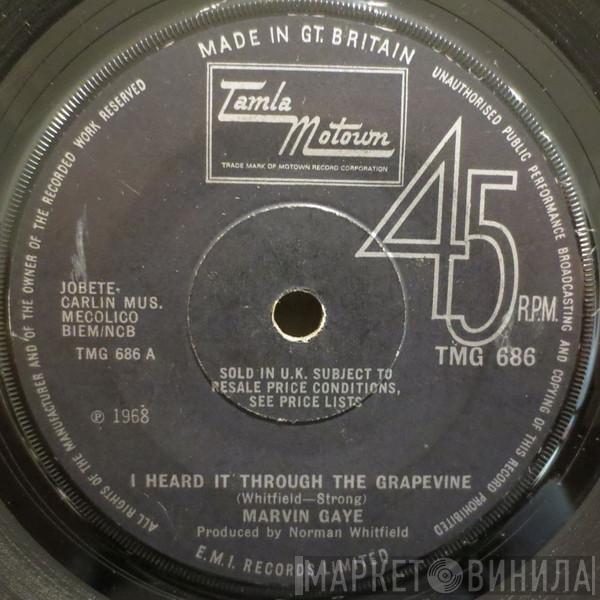 MADE IN GT. BRITAIN
UNAUTHORISED PUBLIC PERFORMANCE BROADCASTING AND COPYING OF THIS RECORD PROHIBITED
ALL RIGHTS OF THE MANUFACTURER AND OF THE OWNER OF THE RECORDED WORK RESERVED
Tamla
Motown
TRADE MARK OF MOTOWN RECORD CORPORATION
45
R.P.M.
JOBETE-
CARLIN MUS.
MECOLICO
BIEM/NCB
TMG 686 A
TMG 686
SOLD IN U.K. SUBJECT TO
RESALE PRICE CONDITIONS,
SEE PRICE LISTS
℗ 1968
I HEARD IT THROUGH THE GRAPEVINE
(Whitfield—Strong)
MARVIN GAYE
Produced by Norman Whitfield
E.M.I. RECORDS LIMITED
МАРКЕТ ВИНИЛА